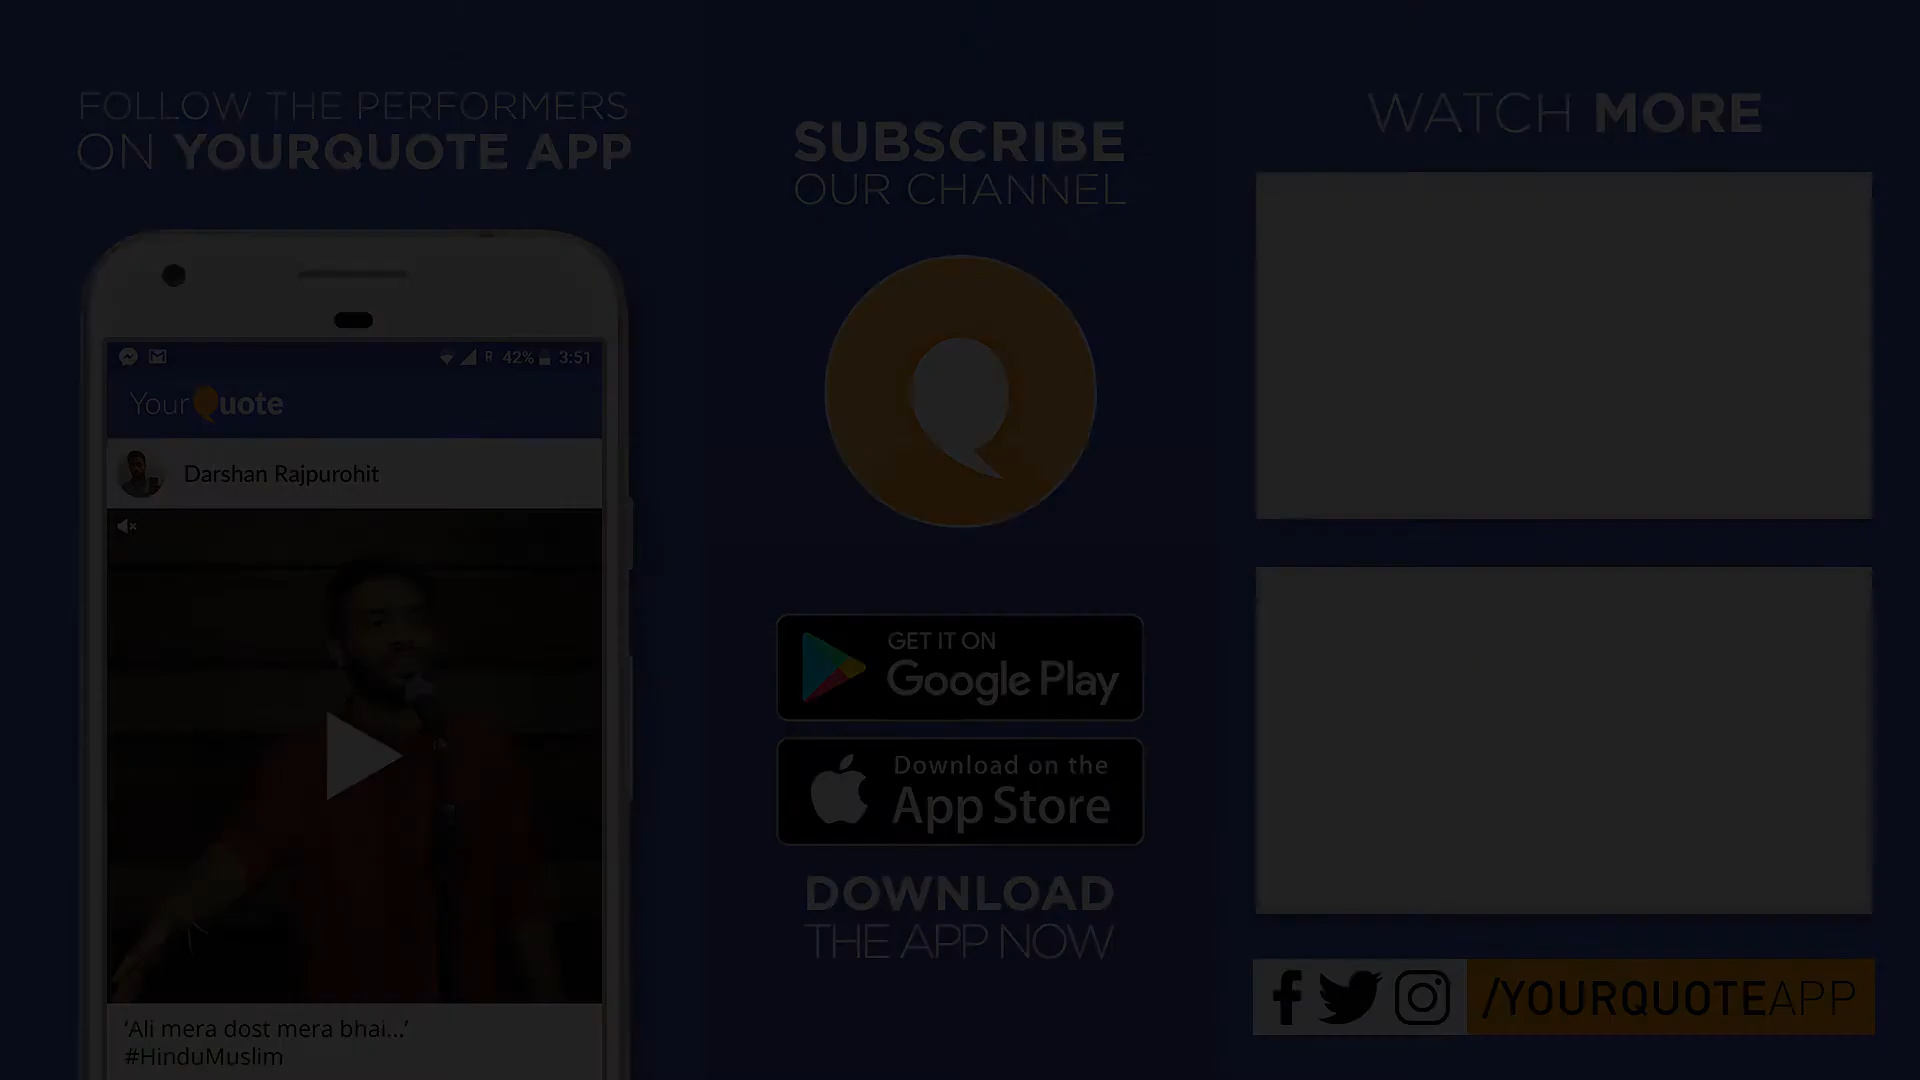 FOLLOW THE PERFORMERS
ON YOURQUOTE APP
R 42% 3:51
YourQuote
Darshan Rajpurohit
‘Ali mera dost mera bhai...’
#HinduMuslim
SUBSCRIBE
OUR CHANNEL
GET IT ON
Google Play
Download on the
App Store
DOWNLOAD
THE APP NOW
WATCH MORE
/YOURQUOTEAPP